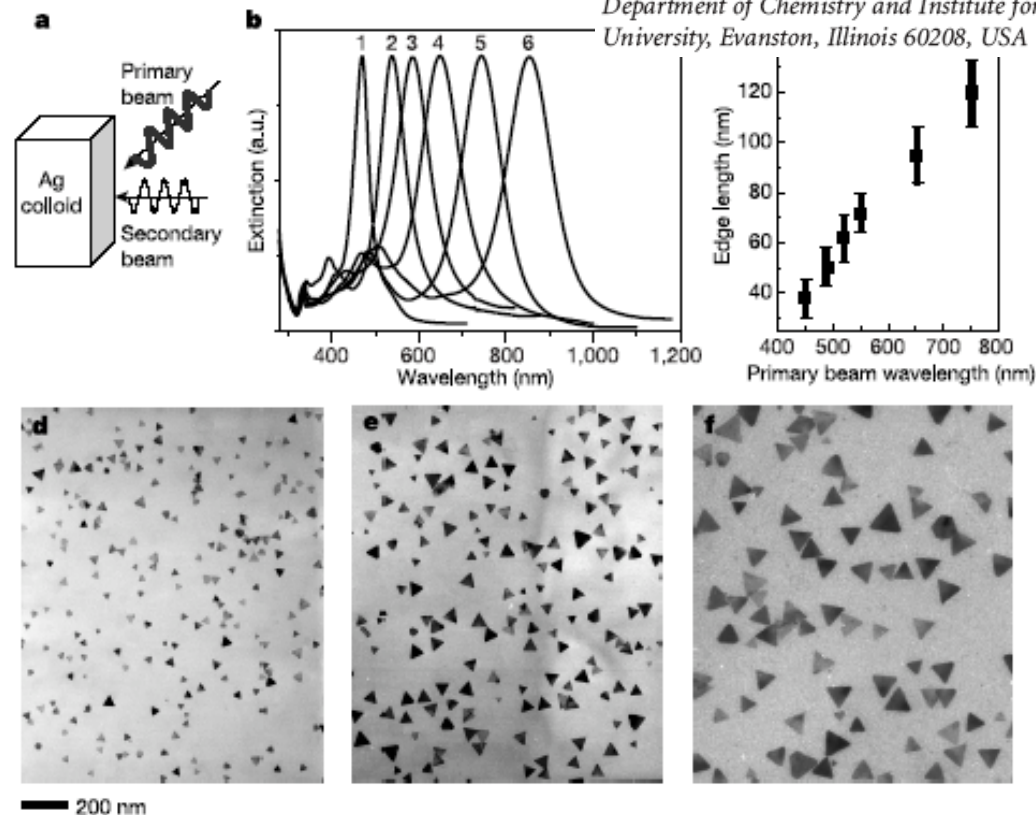 a
Primary
beam
Ag
colloid
Secondary
beam
b
1 2 3 4 5 6
Extinction (a.u.)
400 600 800 1,000 1,200
Wavelength (nm)
Department of Chemistry and Institute for
University, Evanston, Illinois 60208, USA
Edge length (nm)
120
100
80
60
40
400 500 600 700 800
Primary beam wavelength (nm)
d
e
f
200 nm